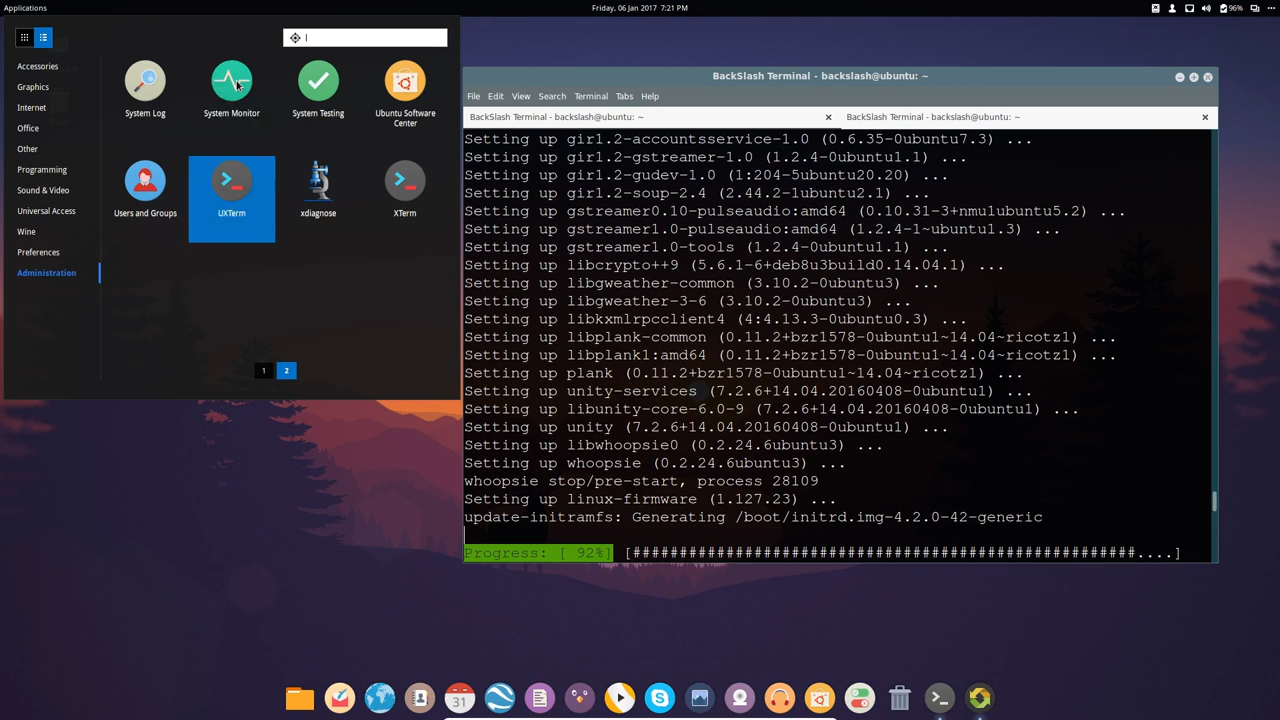 Applications
Friday, 06 Jan 2017 7:21 PM
96%
Accessories
Graphics
Internet
Office
Other
Programming
Sound & Video
Universal Access
Wine
Preferences
Administration
System Log
System Monitor
System Testing
Ubuntu Software
Center
Users and Groups
UXTerm
xdiagnose
XTerm
1
2
BackSlash Terminal - backslash@ubuntu: ~
File Edit View Search Terminal Tabs Help
BackSlash Terminal - backslash@ubuntu: ~
BackSlash Terminal - backslash@ubuntu: ~
Setting up gir1.2-accountsservice-1.0 (0.6.35-0ubuntu7.3) ...
Setting up gir1.2-gstreamer-1.0 (1.2.4-0ubuntu1.1) ...
Setting up gir1.2-gudev-1.0 (1:204-5ubuntu20.20) ...
Setting up gir1.2-soup-2.4 (2.44.2-1ubuntu2.1) ...
Setting up gstreamer0.10-pulseaudio:amd64 (0.10.31-3+nmu1ubuntu5.2) ...
Setting up gstreamer1.0-pulseaudio:amd64 (1.2.4-1~ubuntu1.3) ...
Setting up gstreamer1.0-tools (1.2.4-0ubuntu1.1) ...
Setting up libcrypto++9 (5.6.1-6+deb8u3build0.14.04.1) ...
Setting up libgweather-common (3.10.2-0ubuntu3) ...
Setting up libgweather-3-6 (3.10.2-0ubuntu3) ...
Setting up libkxmlrpcclient4 (4:4.13.3-0ubuntu0.3) ...
Setting up libplank-common (0.11.2+bzr1578-0ubuntu1~14.04~ricotz1) ...
Setting up libplank1:amd64 (0.11.2+bzr1578-0ubuntu1~14.04~ricotz1) ...
Setting up plank (0.11.2+bzr1578-0ubuntu1~14.04~ricotz1) ...
Setting up unity-services (7.2.6+14.04.20160408-0ubuntu1) ...
Setting up libunity-core-6.0-9 (7.2.6+14.04.20160408-0ubuntu1) ...
Setting up unity (7.2.6+14.04.20160408-0ubuntu1) ...
Setting up libwhoopsie0 (0.2.24.6ubuntu3) ...
Setting up whoopsie (0.2.24.6ubuntu3) ...
whoopsie stop/pre-start, process 28109
Setting up linux-firmware (1.127.23) ...
update-initramfs: Generating /boot/initrd.img-4.2.0-42-generic
Progress: [ 92%] [######################################################....]
31